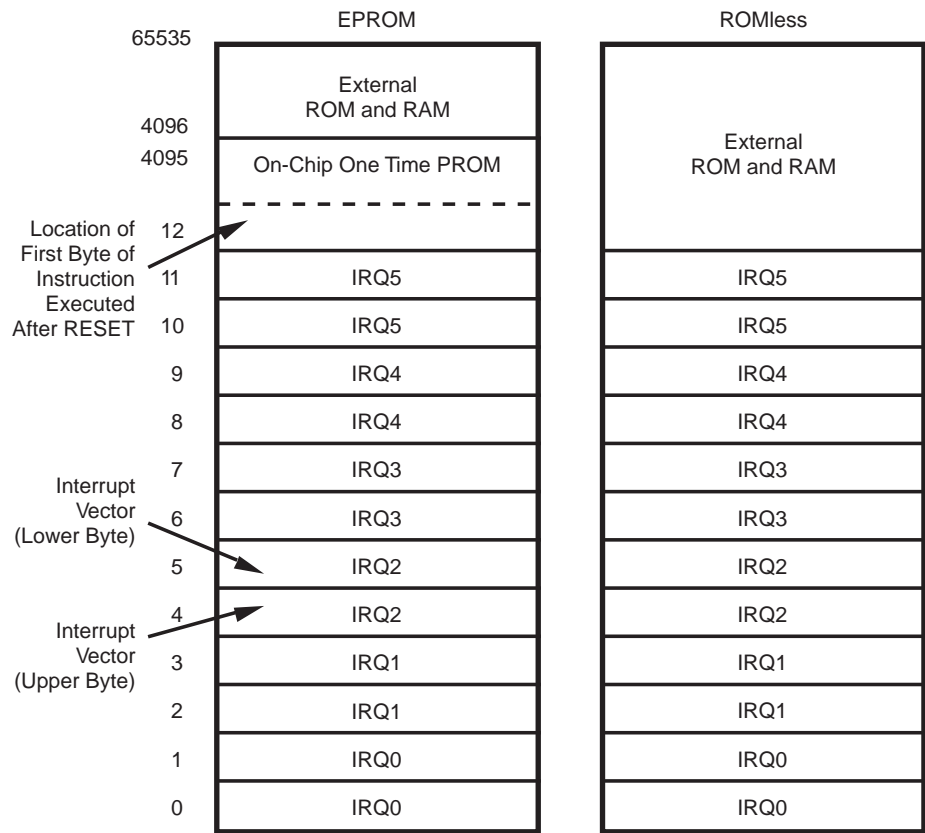 EPROM
ROMless
65535
External
ROM and RAM
4096
4095
On-Chip One Time PROM
External
ROM and RAM
Location of
First Byte of
Instruction
Executed
After RESET
12
11
IRQ5
IRQ5
10
IRQ5
IRQ5
9
IRQ4
IRQ4
8
IRQ4
IRQ4
7
IRQ3
IRQ3
Interrupt
Vector
(Lower Byte)
6
IRQ3
IRQ3
5
IRQ2
IRQ2
4
IRQ2
IRQ2
Interrupt
Vector
(Upper Byte)
3
IRQ1
IRQ1
2
IRQ1
IRQ1
1
IRQ0
IRQ0
0
IRQ0
IRQ0